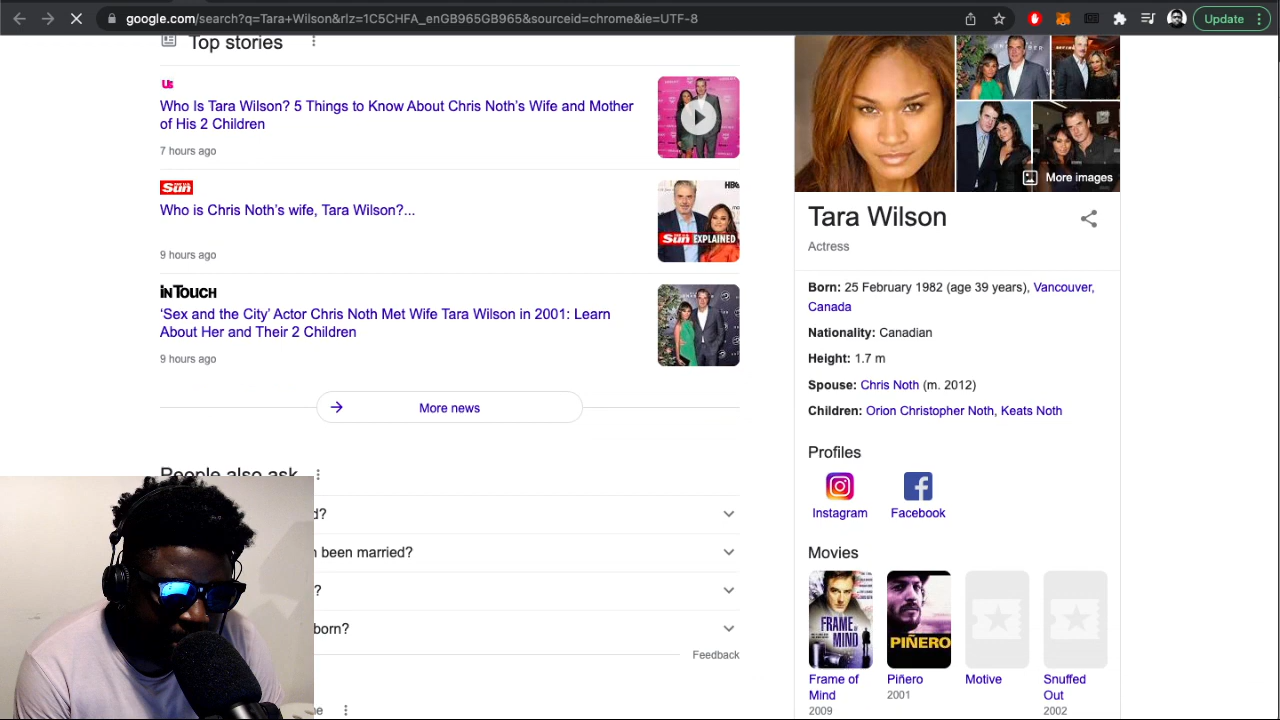 google.com/search?q=Tara+Wilson&rlz=1C5CHFA_enGB965GB965&sourceid=chrome&ie=UTF-8
Update
Top stories
Us
Who Is Tara Wilson? 5 Things to Know About Chris Noth's Wife and Mother
of His 2 Children
7 hours ago
Sun
Who is Chris Noth's wife, Tara Wilson?...
HB
Sun EXPLAINED
9 hours ago
INTOUCH
‘Sex and the City’ Actor Chris Noth Met Wife Tara Wilson in 2001: Learn
About Her and Their 2 Children
9 hours ago
More news
People also ask
d?
been married?
?
born?
Feedback
More images
Tara Wilson
Actress
Born: 25 February 1982 (age 39 years), Vancouver,
Canada
Nationality: Canadian
Height: 1.7 m
Spouse: Chris Noth (m. 2012)
Children: Orion Christopher Noth, Keats Noth
Profiles
Instagram
Facebook
Movies
FRAME OF MIND
PIÑERO
Frame of
Mind
2009
Piñero
2001
Motive
Snuffed
Out
2002